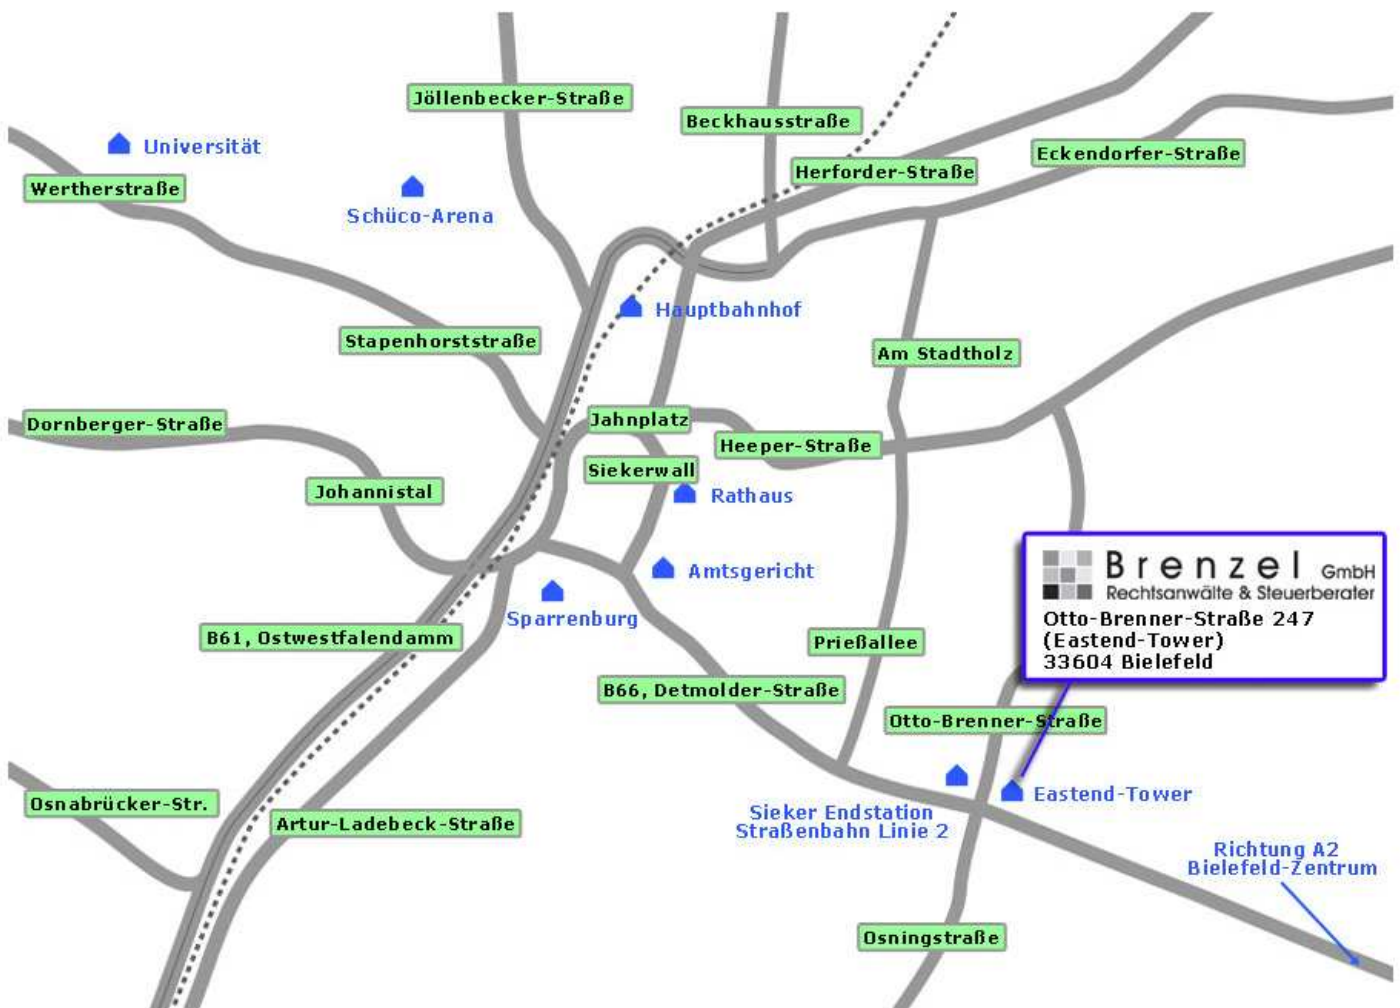 Jöllenbecker-Straße
Beckhausstraße
Universität
Herforder-Straße
Eckendorfer-Straße
Wertherstraße
Schüco-Arena
Hauptbahnhof
Stapenhorststraße
Am Stadtholz
Dornberger-Straße
Jahnplatz
Heeper-Straße
Siekerwall
Johannistal
Rathaus
Amtsgericht
Brenzel GmbH
Rechtsanwälte & Steuerberater
Otto-Brenner-Straße 247
(Eastend-Tower)
33604 Bielefeld
Sparrenburg
B61, Ostwestfalendamm
Prießallee
B66, Detmolder-Straße
Otto-Brenner-Straße
Eastend-Tower
Osnabrücker-Str.
Artur-Ladebeck-Straße
Sieker Endstation
Straßenbahn Linie 2
Richtung A2
Bielefeld-Zentrum
Osningstraße